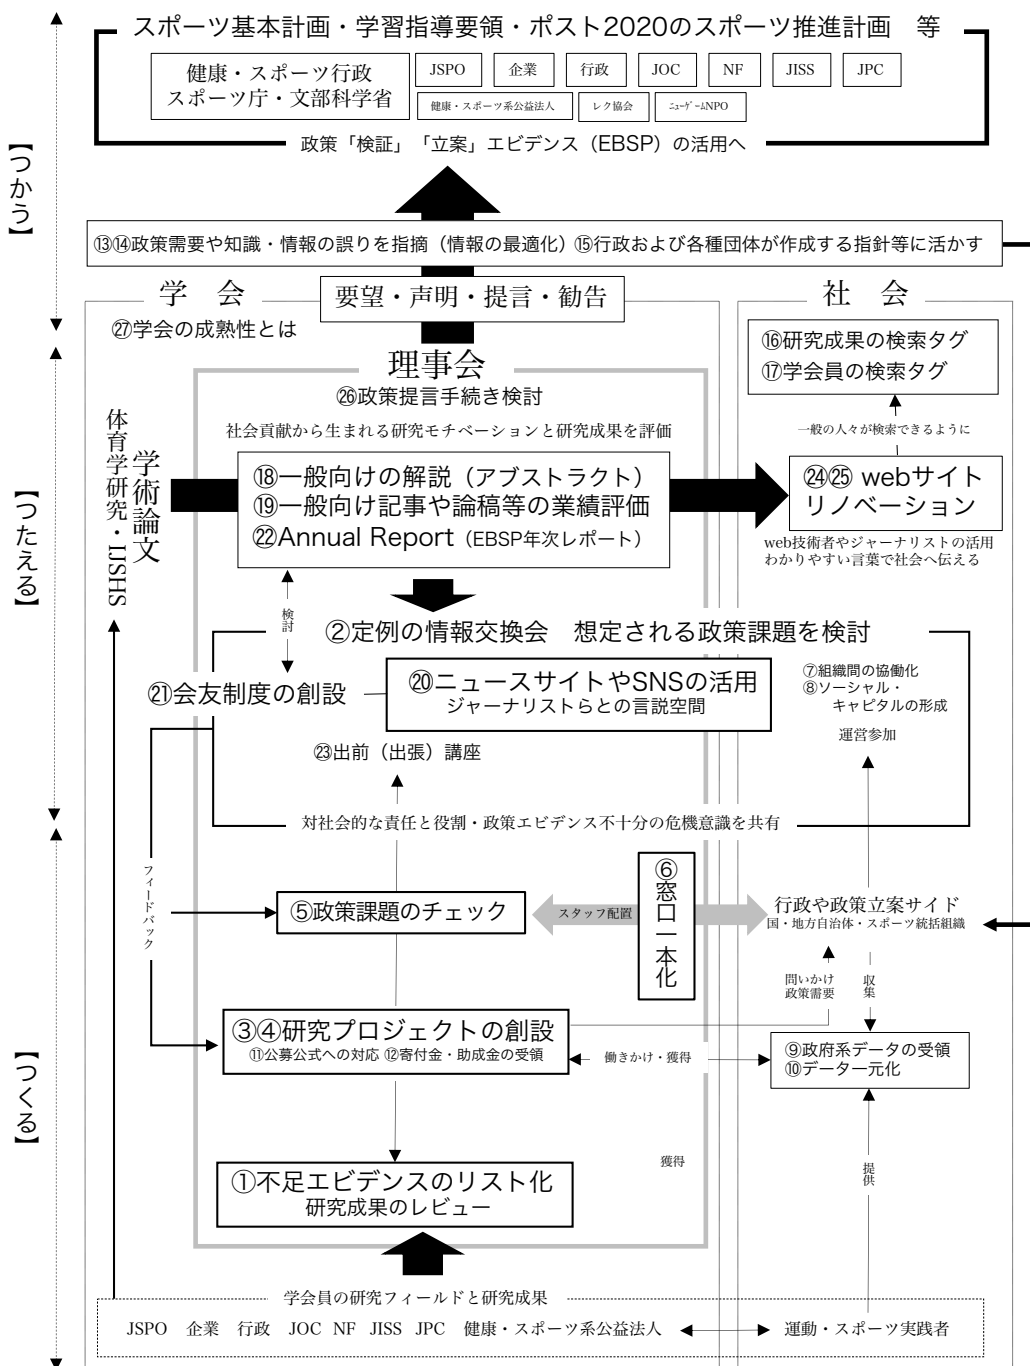 スポーツ基本計画・学習指導要領・ポスト2020のスポーツ推進計画　等
健康・スポーツ行政
スポーツ庁・文部科学省
JSPO
企業
行政
JOC
NF
JISS
JPC
健康・スポーツ系公益法人
レク協会
ニューゲームNPO
政策「検証」「立案」エビデンス（EBSP）の活用へ
【つかう】
⑬⑭政策需要や知識・情報の誤りを指摘（情報の最適化）⑮行政および各種団体が作成する指針等に活かす
学　会
要望・声明・提言・勧告
社　会
㉗学会の成熟性とは
⑯研究成果の検索タグ
⑰学会員の検索タグ
理事会
㉖政策提言手続き検討
社会貢献から生まれる研究モチベーションと研究成果を評価
一般の人々が検索できるように
【つたえる】
学術論文
体育学研究・IJSHS
⑱一般向けの解説（アブストラクト）
⑲一般向け記事や論稿等の業績評価
㉒Annual Report（EBSP年次レポート）
㉔㉕ webサイト
リノベーション
web技術者やジャーナリストの活用
わかりやすい言葉で社会へ伝える
検討
②定例の情報交換会　想定される政策課題を検討
㉑会友制度の創設
⑳ニュースサイトやSNSの活用
ジャーナリストらとの言説空間
⑦組織間の協働化
⑧ソーシャル・
キャピタルの形成
運営参加
㉓出前（出張）講座
対社会的な責任と役割・政策エビデンス不十分の危機意識を共有
フィードバック
⑤政策課題のチェック
スタッフ配置
⑥窓口一本化
行政や政策立案サイド
国・地方自治体・スポーツ統括組織
問いかけ
政策需要
収集
【つくる】
③④研究プロジェクトの創設
⑪公募公式への対応 ⑫寄付金・助成金の受領
働きかけ・獲得
⑨政府系データの受領
⑩データ一元化
獲得
提供
①不足エビデンスのリスト化
研究成果のレビュー
学会員の研究フィールドと研究成果
JSPO　企業　行政　JOC NF JISS JPC　健康・スポーツ系公益法人
運動・スポーツ実践者